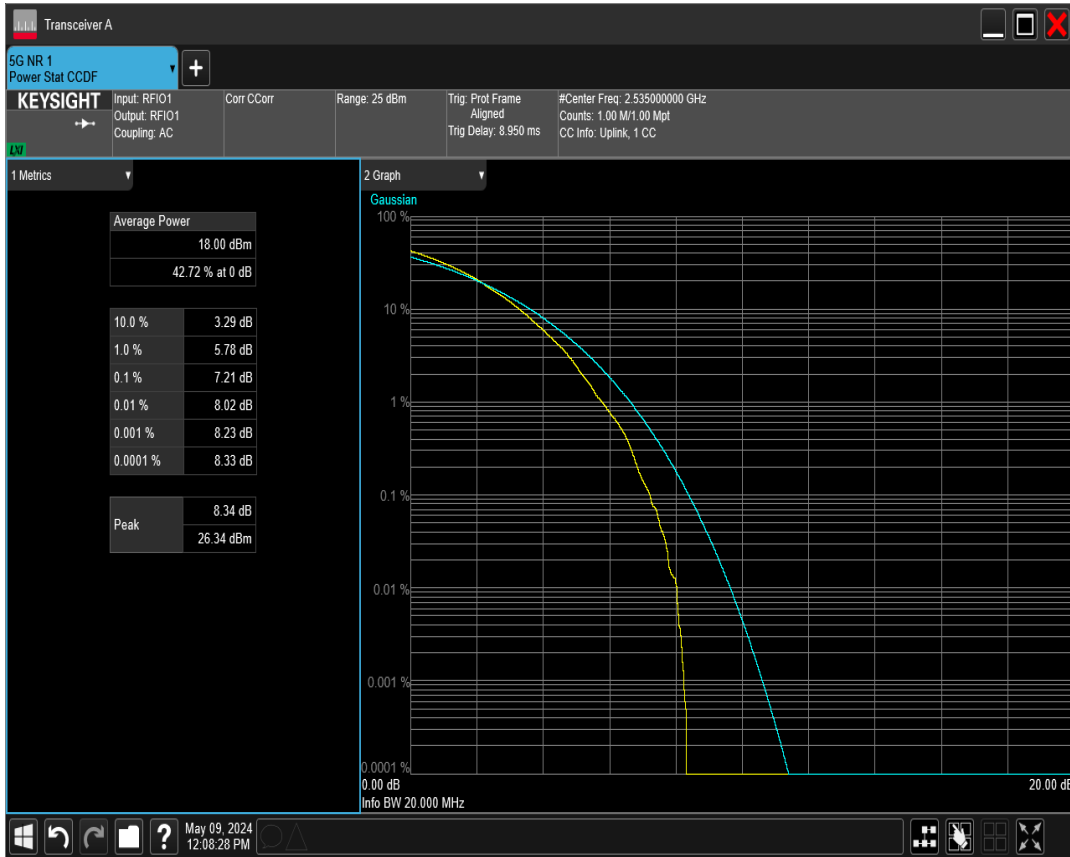 Transceiver A
5G NR 1
Power Stat CCDF
+
KEYSIGHT
LXI
Input: RFIO1
Output: RFIO1
Coupling: AC
Corr CCorr
Range: 25 dBm
Trig: Prot Frame
Aligned
Trig Delay: 8.950 ms
#Center Freq: 2.535000000 GHz
Counts: 1.00 M/1.00 Mpt
CC Info: Uplink, 1 CC
1 Metrics
Average Power
18.00 dBm
42.72 % at 0 dB
10.0 % 3.29 dB
1.0 % 5.78 dB
0.1 % 7.21 dB
0.01 % 8.02 dB
0.001 % 8.23 dB
0.0001 % 8.33 dB
Peak 8.34 dB
26.34 dBm
2 Graph
Gaussian
100 %
10 %
1 %
0.1 %
0.01 %
0.001 %
0.0001 %
0.00 dB 20.00 dB
Info BW 20.000 MHz
?
May 09, 2024
12:08:28 PM